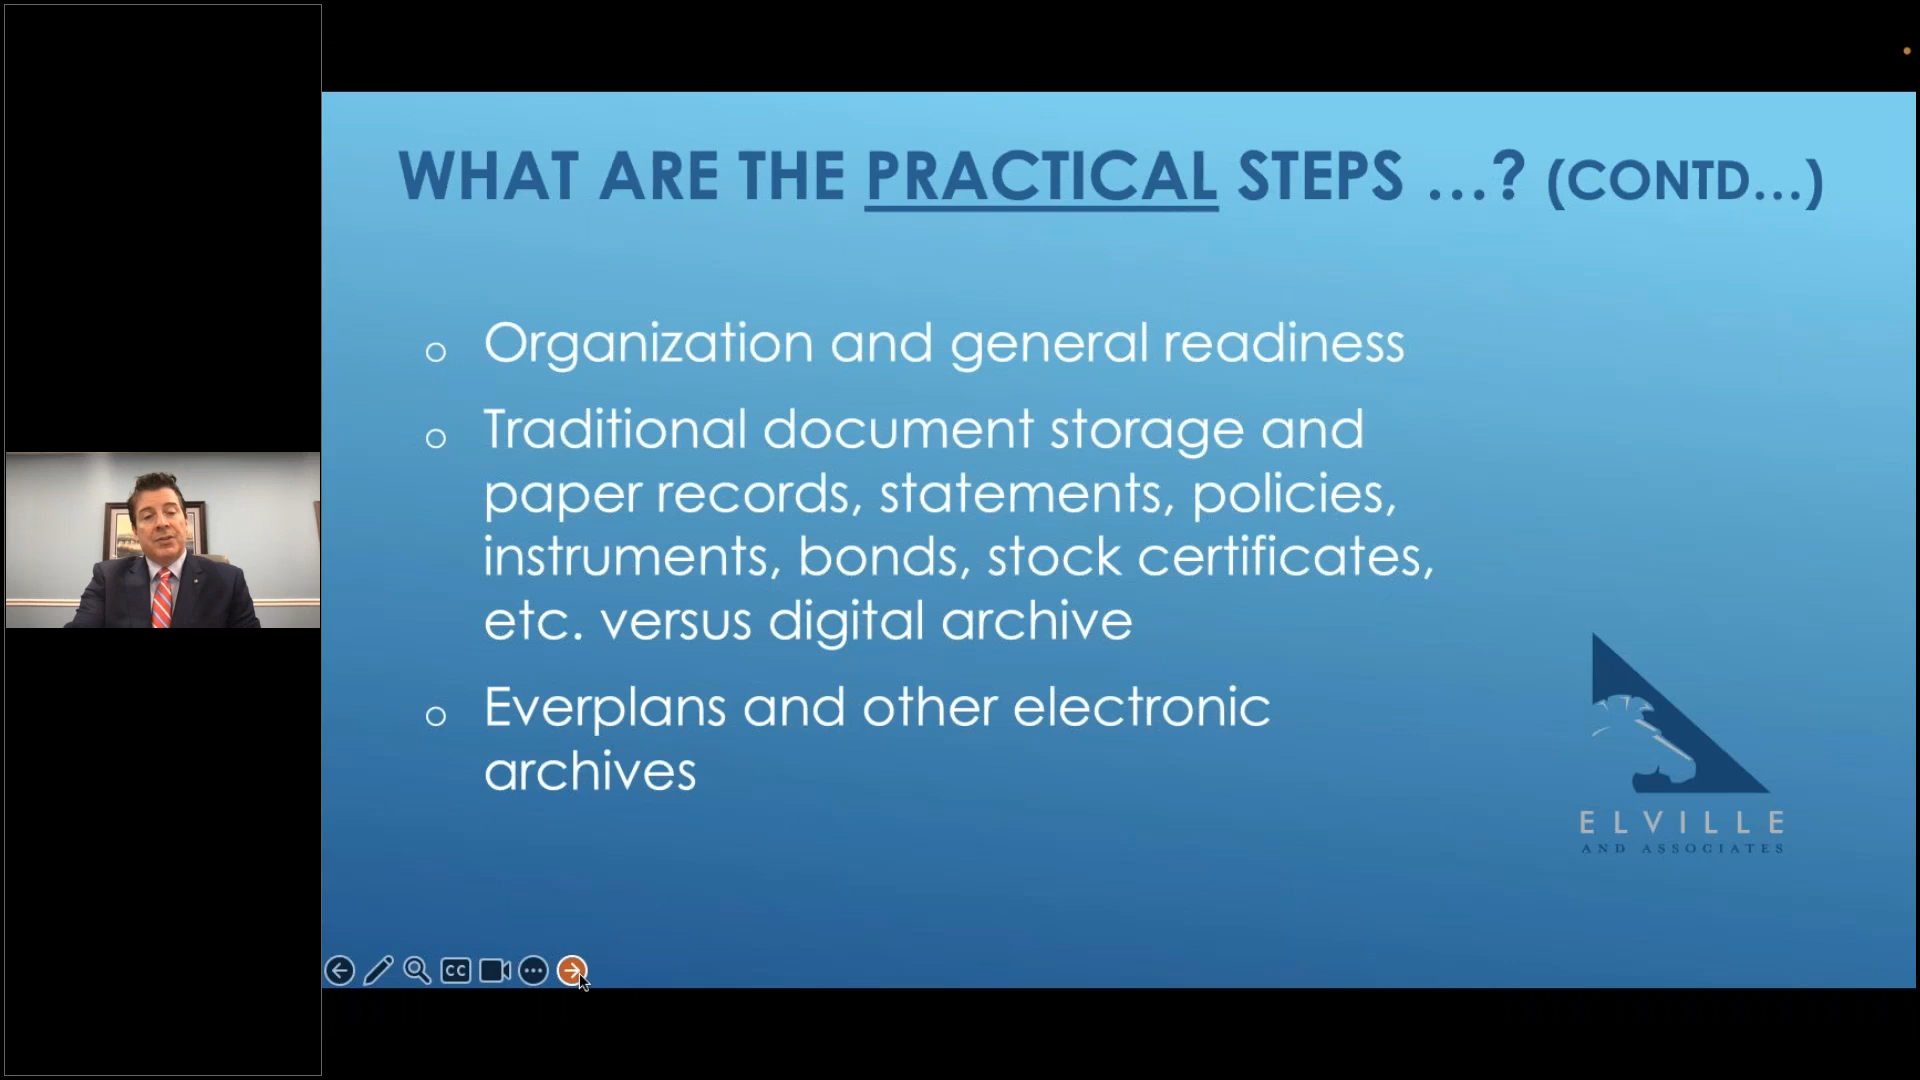 WHAT ARE THE PRACTICAL STEPS ...? (CONTD...)
o Organization and general readiness
o Traditional document storage and
paper records, statements, policies,
instruments, bonds, stock certificates,
etc. versus digital archive
o Everplans and other electronic
archives
ELVILLE
AND ASSOCIATES
CC